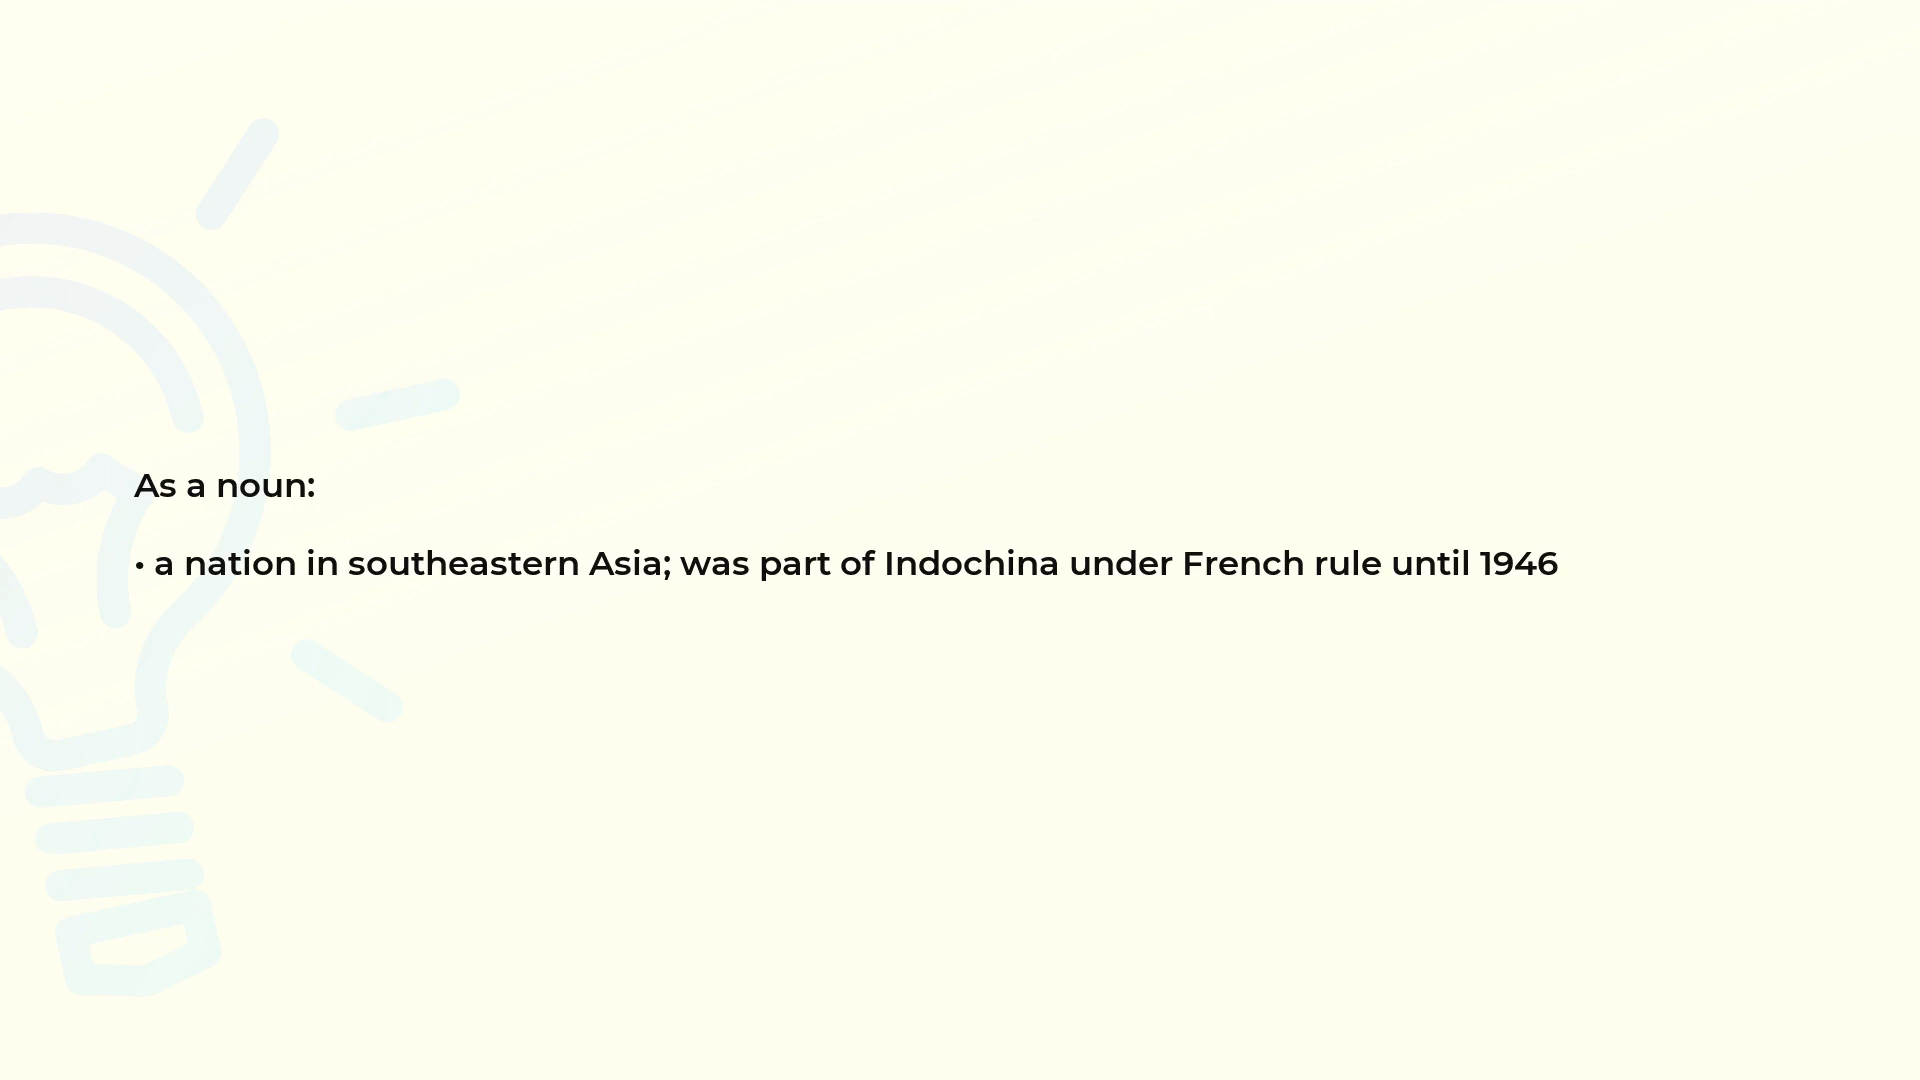 As a noun:
• a nation in southeastern Asia; was part of Indochina under French rule until 1946